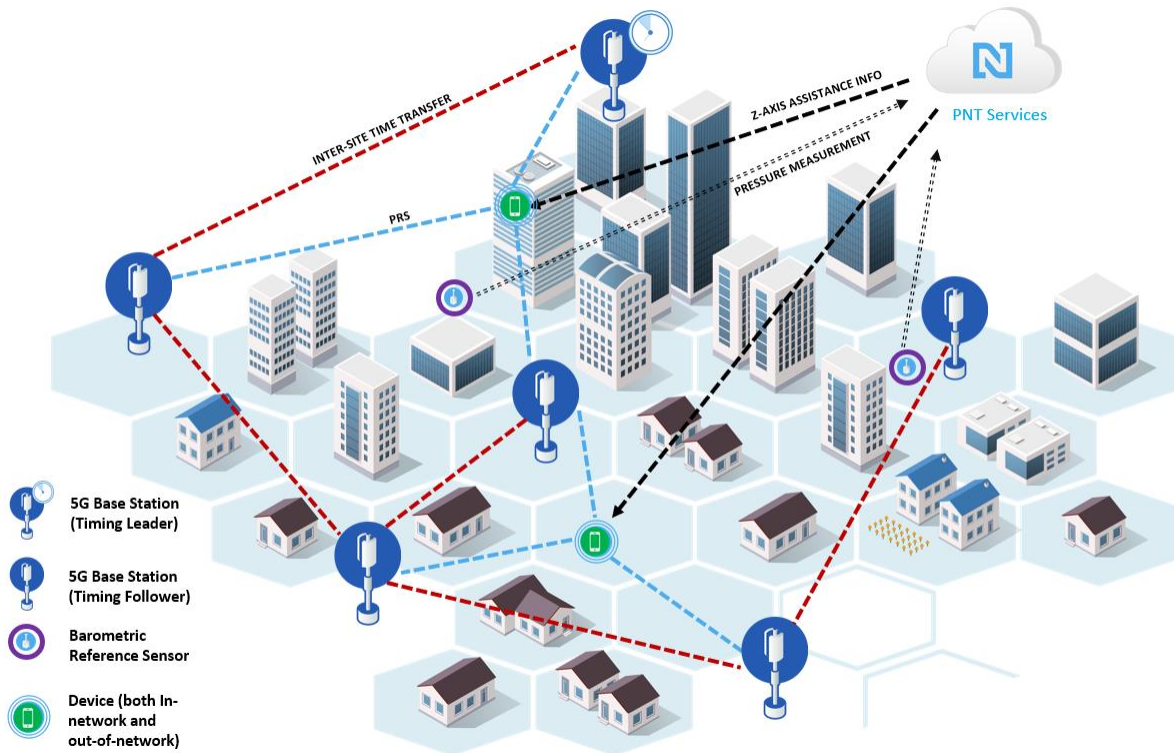 N
PNT Services
Z-AXIS ASSISTANCE INFO
PRESSURE MEASUREMENT
INTER-SITE TIME TRANSFER
PRS
5G Base Station
(Timing Leader)
5G Base Station
(Timing Follower)
Barometric
Reference Sensor
Device (both In-
network and
out-of-network)